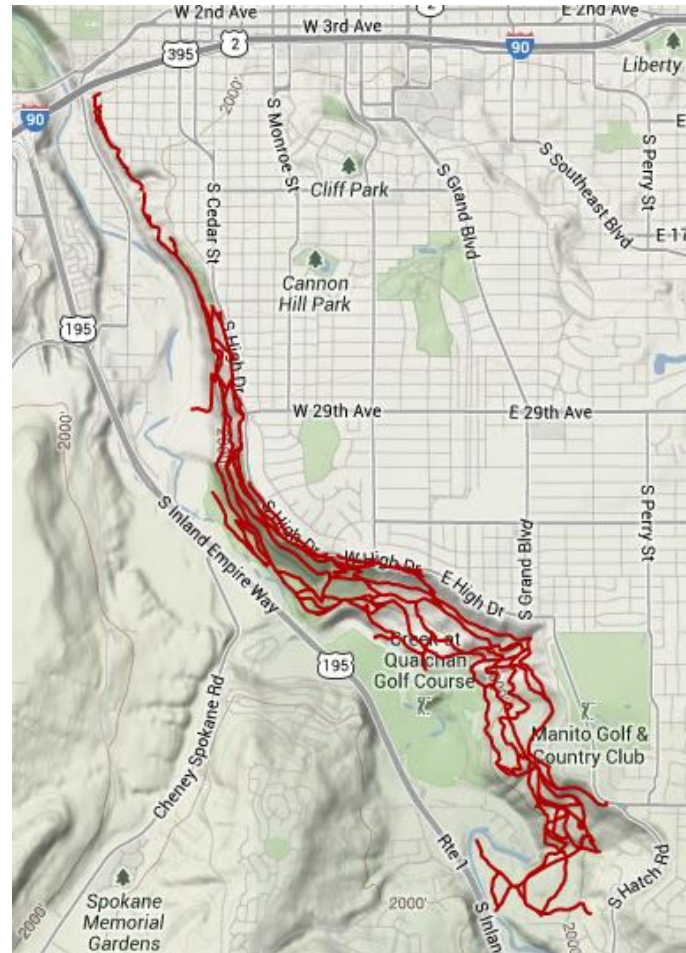 W 2nd Ave
E 2nd Ave
W 3rd Ave
2
395
90
Liberty
2000'
90
S Monroe St
S Southeast Blvd
S Perry St
Cliff Park
S Grand Blvd
S Cedar St
E 17
Cannon
Hill Park
195
S High Dr
W 29th Ave
E 29th Ave
2000'
S High Dr
S Perry St
S Inland Empire Way
W High Dr
S Grand Blvd
E High Dr
195
Creek at
Qualchan
Golf Course
Cheney Spokane Rd
Manito Golf &
Country Club
Rte 1
S Hatch Rd
Spokane
Memorial
Gardens
2000'
S Inlan
2000'
2000'